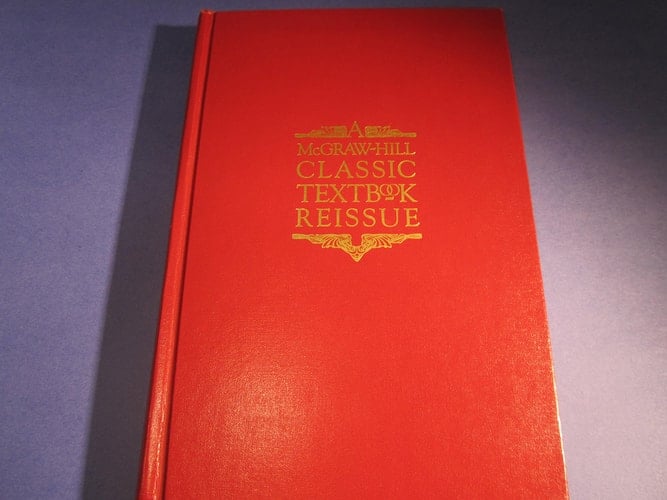 A
McGRAW-HILL
CLASSIC
TEXTBOOK
REISSUE